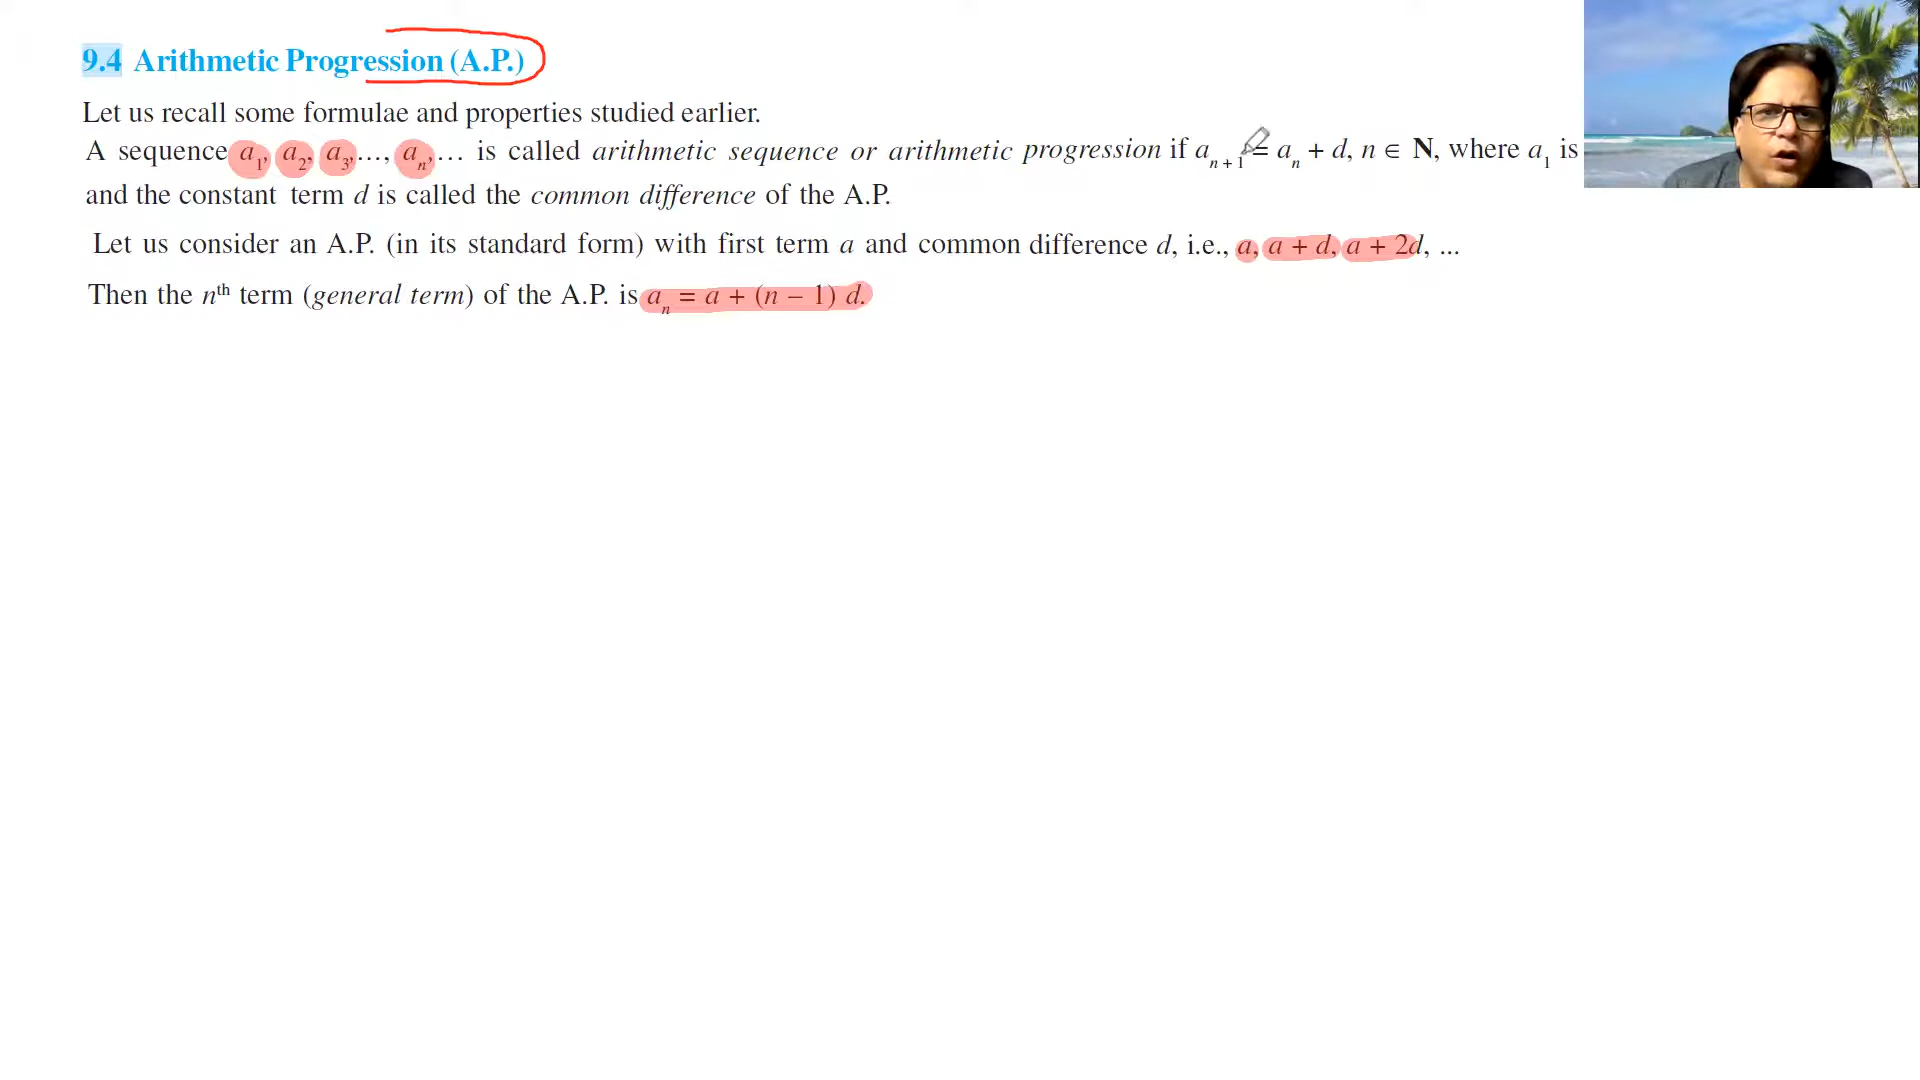 9.4 Arithmetic Progression (A.P.)
Let us recall some formulae and properties studied earlier.
A sequence a₁, a₂, a₃,…, aₙ,… is called arithmetic sequence or arithmetic progression if aₙ₊₁ = aₙ + d, n ∈ N, where a₁ is
and the constant term d is called the common difference of the A.P.
Let us consider an A.P. (in its standard form) with first term a and common difference d, i.e., a, a + d, a + 2d, ...
Then the nᵗʰ term (general term) of the A.P. is aₙ = a + (n − 1) d.